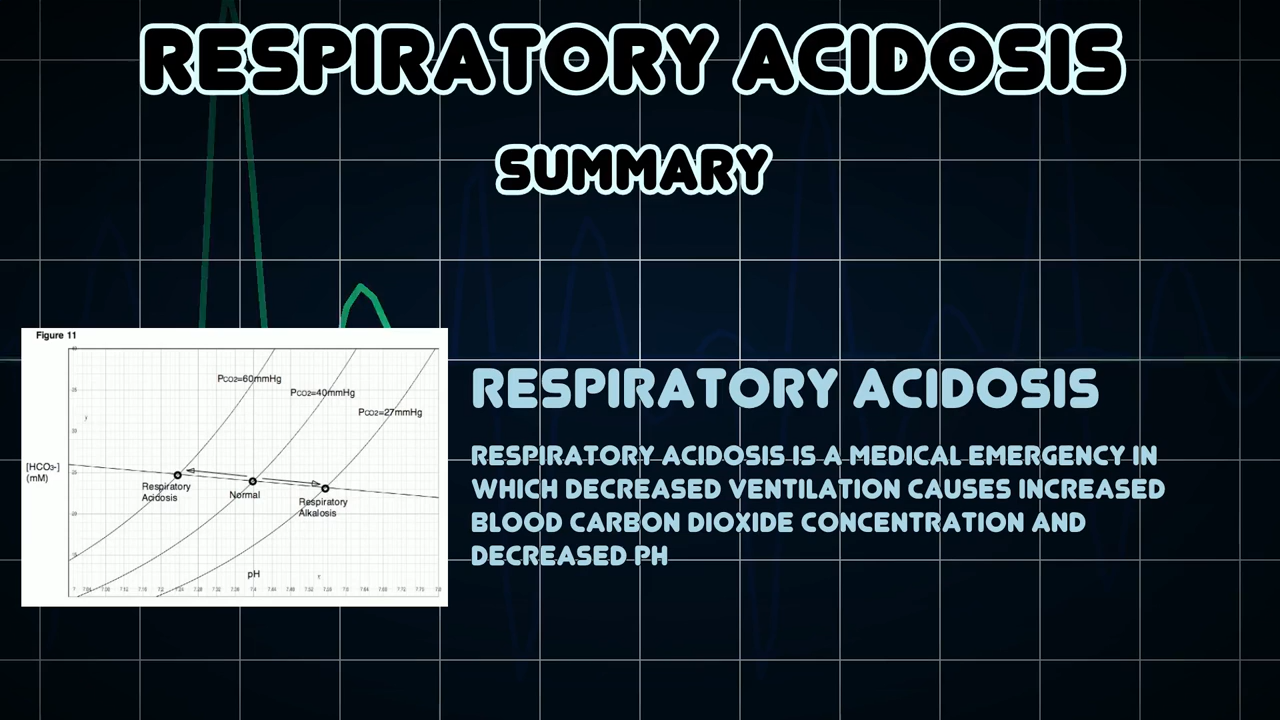 RESPIRATORY ACIDOSIS
SUMMARY
Figure 11
PCO2=60mmHg
PCO2=40mmHg
PCO2=27mmHg
[HCO3-]
(mM)
Respiratory
Acidosis
Normal
Respiratory
Alkalosis
pH
RESPIRATORY ACIDOSIS
RESPIRATORY ACIDOSIS IS A MEDICAL EMERGENCY IN
WHICH DECREASED VENTILATION CAUSES INCREASED
BLOOD CARBON DIOXIDE CONCENTRATION AND
DECREASED PH